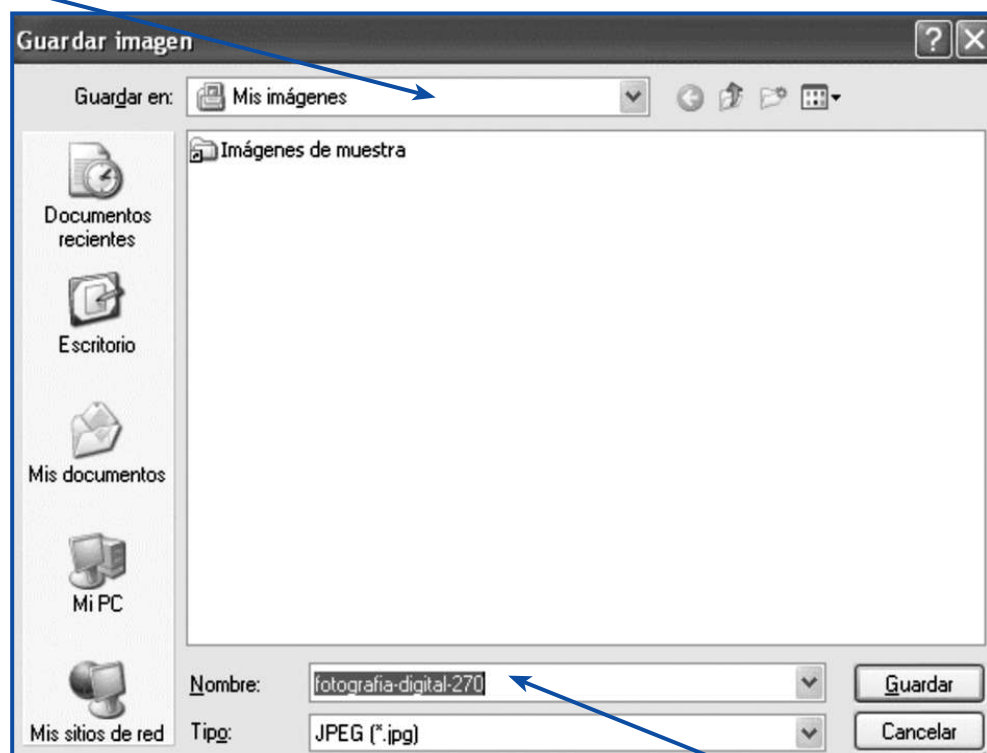 Guardar imagen
Guardar en:
Mis imágenes
Imágenes de muestra
Documentos
recientes
Escritorio
Mis documentos
Mi PC
Mis sitios de red
Nombre:
fotografia-digital-270
Guardar
Tipo:
JPEG (*.jpg)
Cancelar